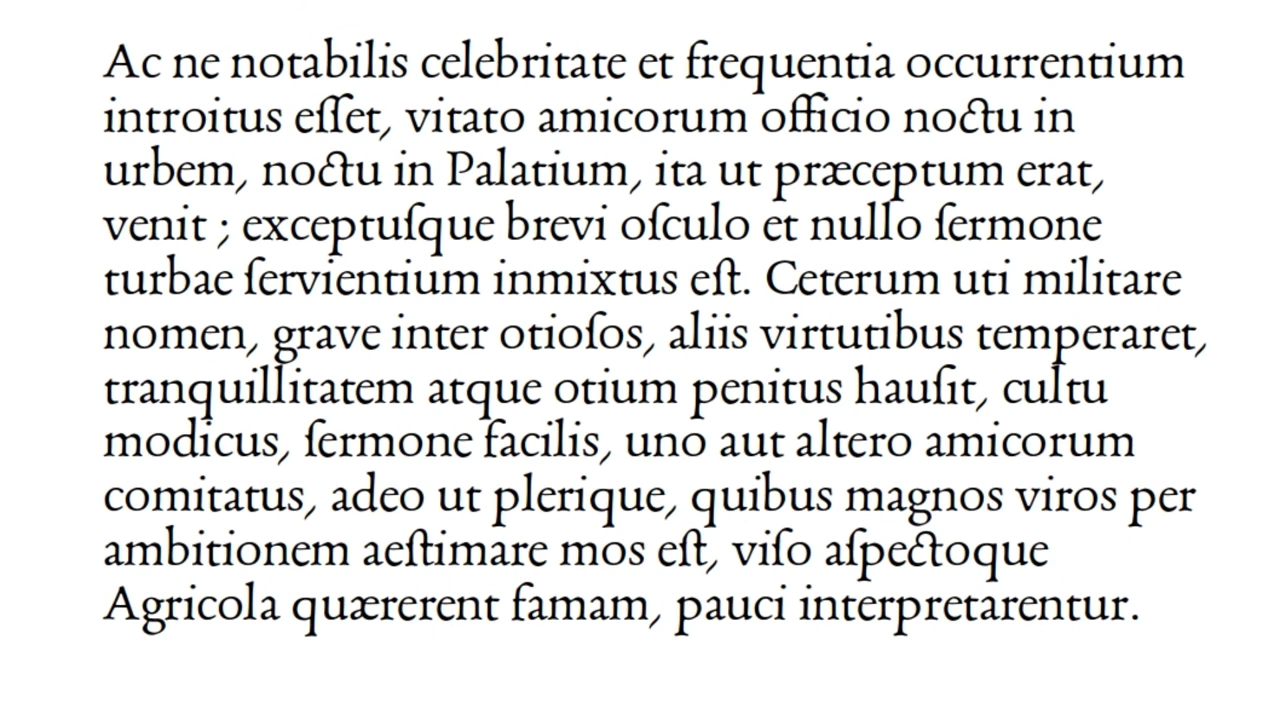 Ac ne notabilis celebritate et frequentia occurrentium
introitus eſſet, vitato amicorum officio noctu in
urbem, noctu in Palatium, ita ut præceptum erat,
venit ; exceptuſque brevi oſculo et nullo ſermone
turbae ſervientium inmixtus eſt. Ceterum uti militare
nomen, grave inter otioſos, aliis virtutibus temperaret,
tranquillitatem atque otium penitus hauſit, cultu
modicus, ſermone facilis, uno aut altero amicorum
comitatus, adeo ut plerique, quibus magnos viros per
ambitionem aeſtimare mos eſt, viſo aſpectoque
Agricola quærerent famam, pauci interpretarentur.